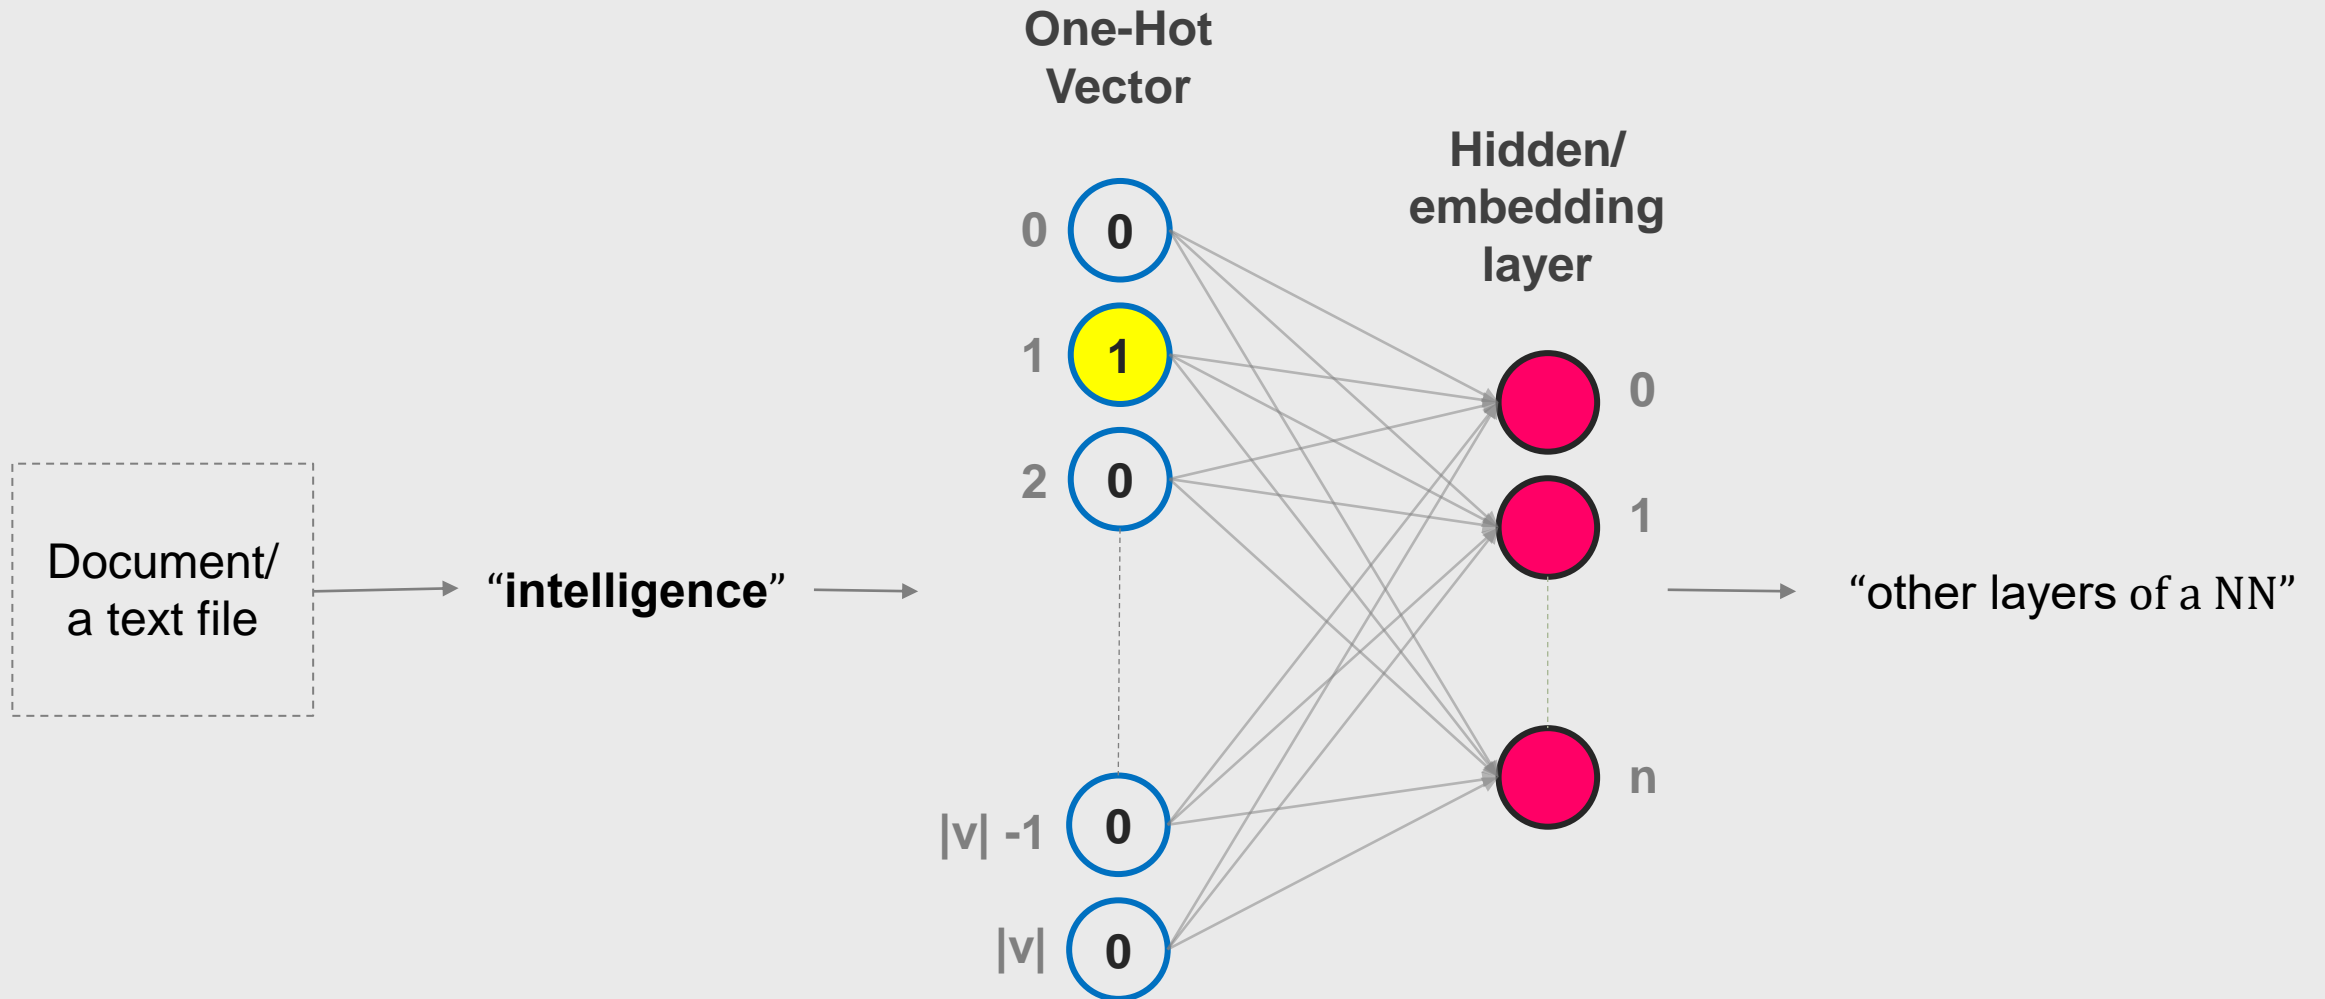 One-Hot
Vector
Hidden/
embedding
layer
0
0
1
1
2
0
|v| -1
0
|v|
0
0
1
n
Document/
a text file
“intelligence”
“other layers of a NN”